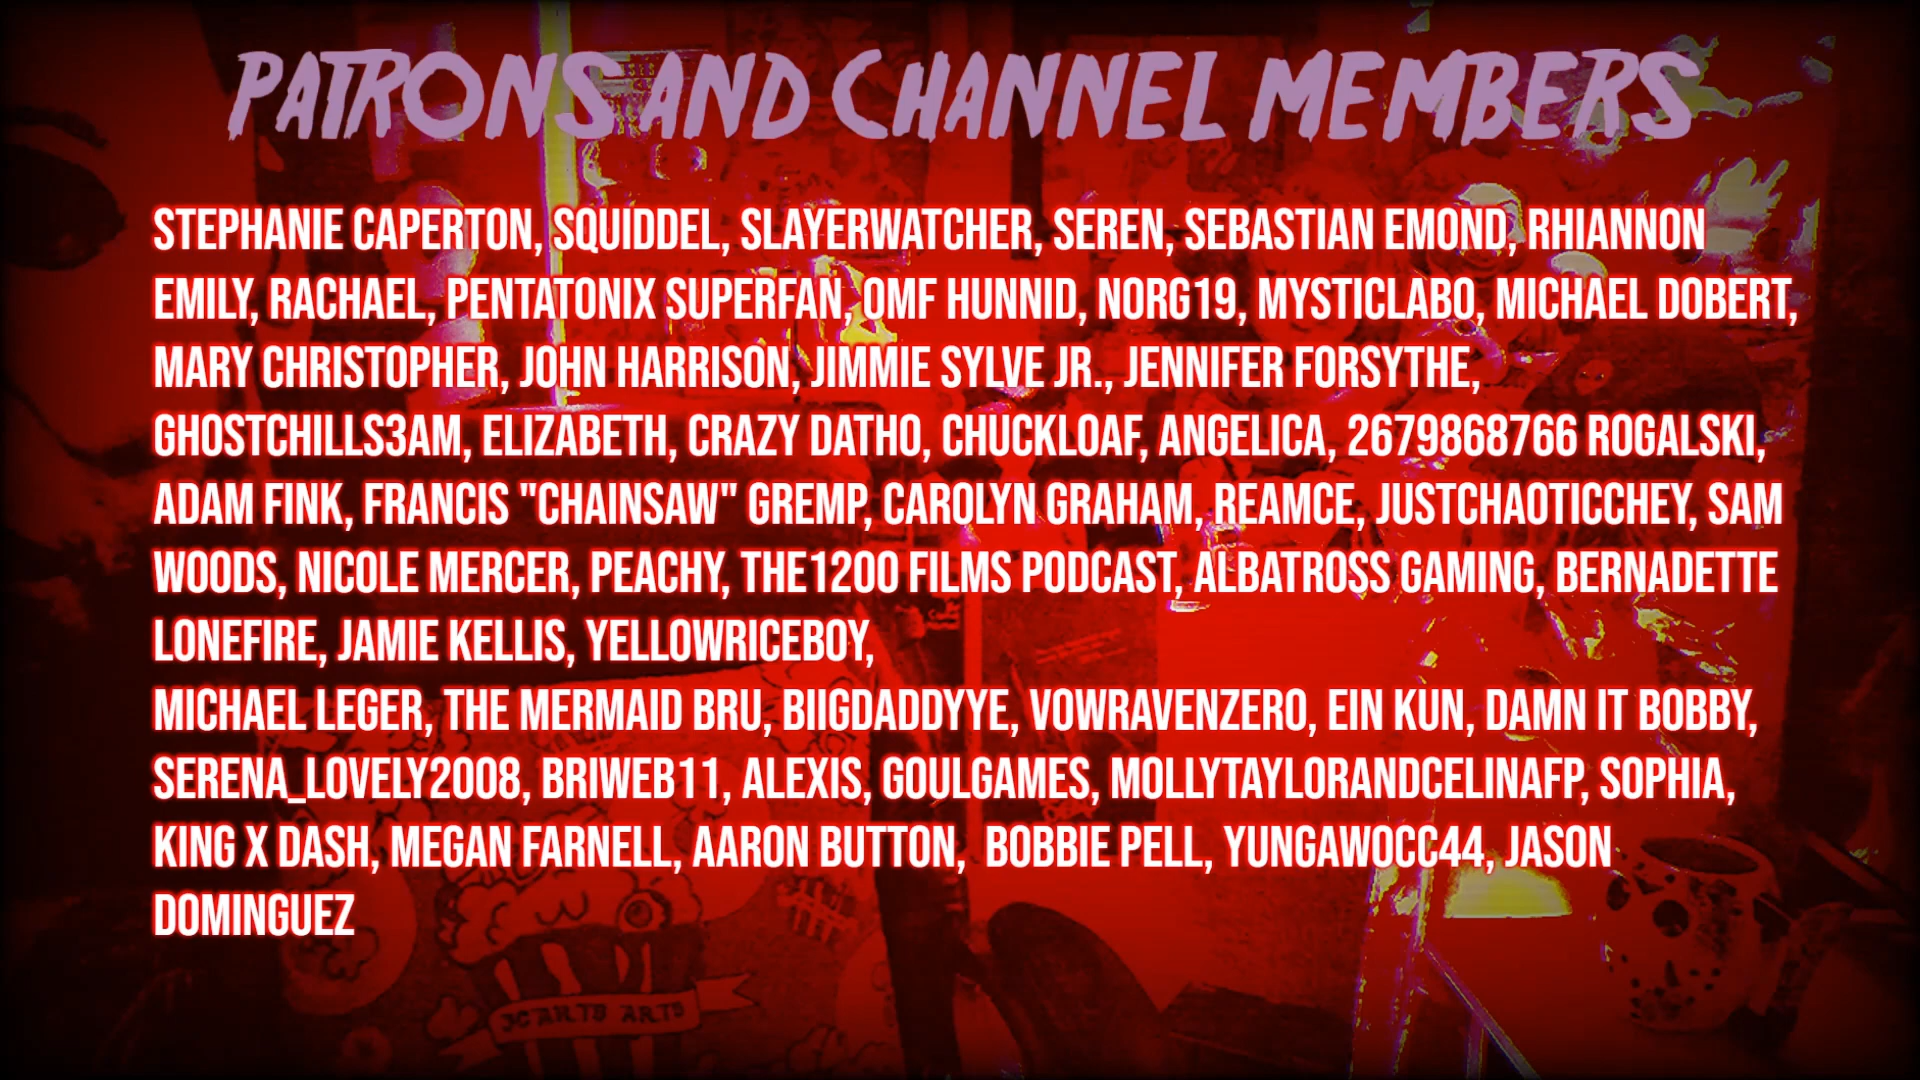 PATRONS AND CHANNEL MEMBERS
STEPHANIE CAPERTON, SQUIDDEL, SLAYERWATCHER, SEREN, SEBASTIAN EMOND, RHIANNON
EMILY, RACHAEL, PENTATONIX SUPERFAN, OMF HUNNID, NORG19, MYSTICLABO, MICHAEL DOBERT,
MARY CHRISTOPHER, JOHN HARRISON, JIMMIE SYLVE JR., JENNIFER FORSYTHE,
GHOSTCHILLS3AM, ELIZABETH, CRAZY DATHO, CHUCKLOAF, ANGELICA, 2679868766 ROGALSKI,
ADAM FINK, FRANCIS "CHAINSAW" GREMP, CAROLYN GRAHAM, REAMCE, JUSTCHAOTICCHEY, SAM
WOODS, NICOLE MERCER, PEACHY, THE1200 FILMS PODCAST, ALBATROSS GAMING, BERNADETTE
LONEFIRE, JAMIE KELLIS, YELLOWRICEBOY,
MICHAEL LEGER, THE MERMAID BRU, BIIGDADDYYE, VOWRAVENZERO, EIN KUN, DAMN IT BOBBY,
SERENA_LOVELY2008, BRIWEB11, ALEXIS, GOULGAMES, MOLLYTAYLORANDCELINAFP, SOPHIA,
KING X DASH, MEGAN FARNELL, AARON BUTTON,  BOBBIE PELL, YUNGAWOCC44, JASON
DOMINGUEZ
ARTS